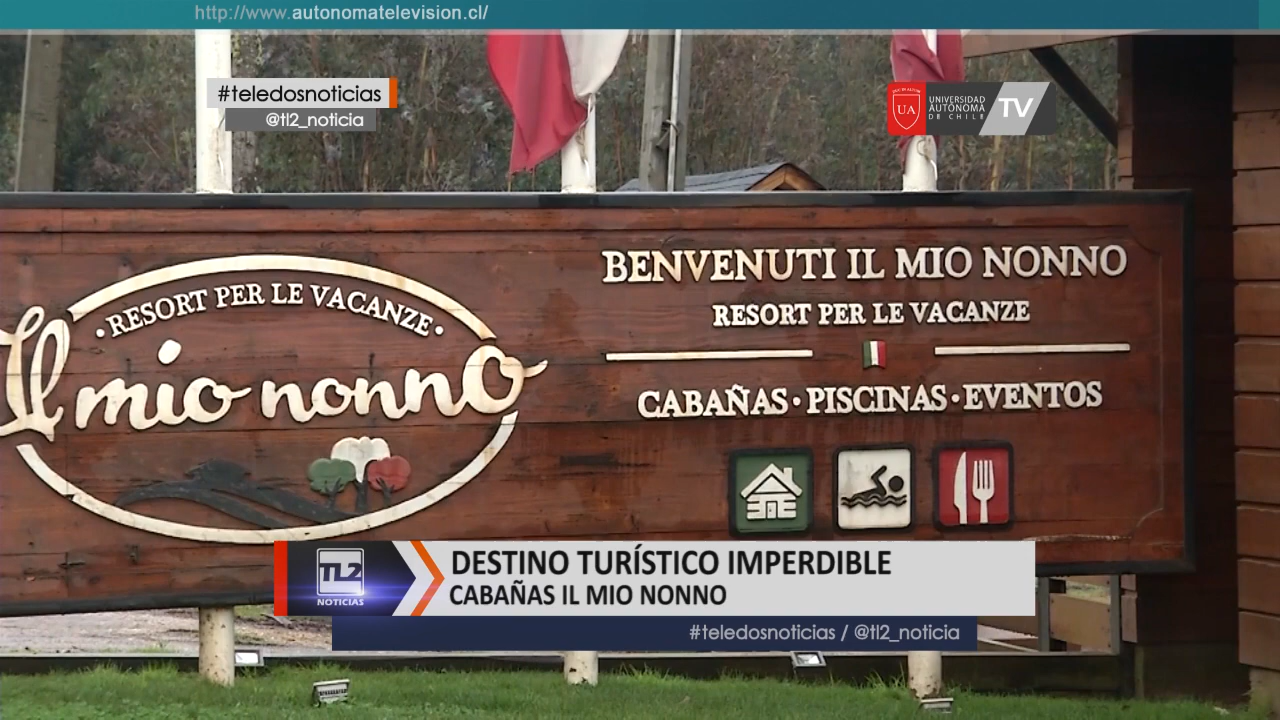 http://www.autonomatelevision.cl/
#teledosnoticias
@tl2_noticia
UA
UNIVERSIDAD
AUTÓNOMA
DE CHILE
TV
RESORT PER LE VACANZE
Il mio nonno
BENVENUTI IL MIO NONNO
RESORT PER LE VACANZE
CABAÑAS • PISCINAS • EVENTOS
TL2
NOTICIAS
DESTINO TURÍSTICO IMPERDIBLE
CABAÑAS IL MIO NONNO
#teledosnoticias / @tl2_noticia